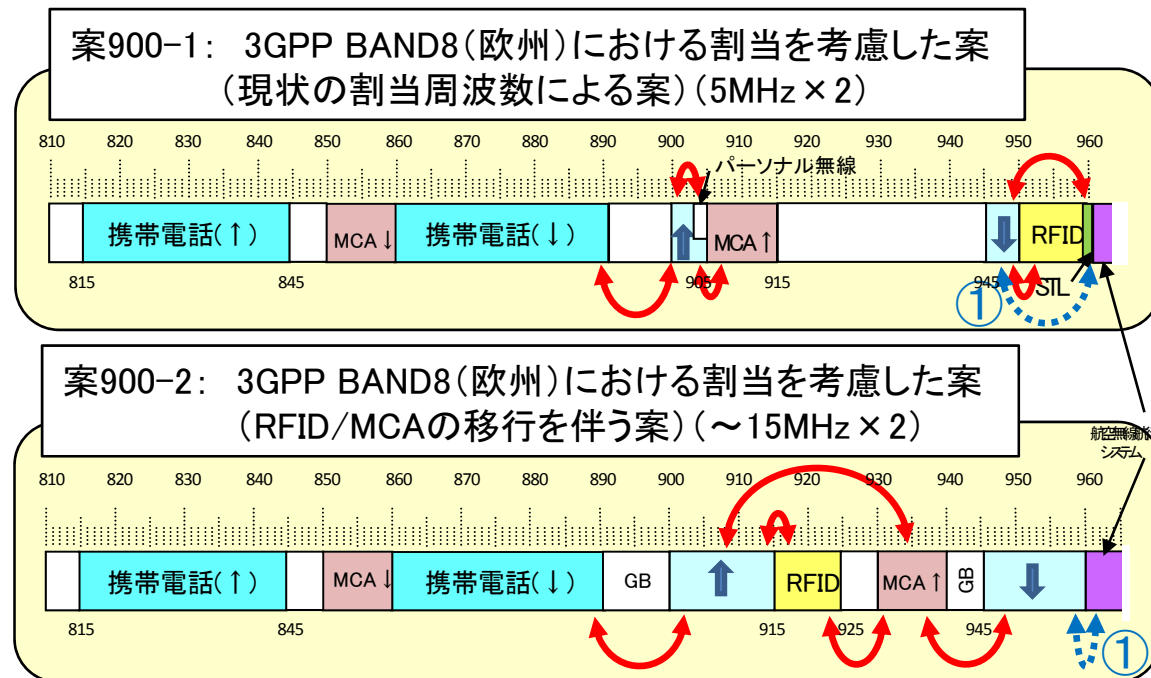 案900-1: 3GPP BAND8(欧州)における割当を考慮した案
(現状の割当周波数による案)(5MHz×2)
810 820 830 840 850 860 870 880 890 900 910 920 930 940 950 960
パーソナル無線
携帯電話(↑) MCA↓ 携帯電話(↓) MCA↑ RFID
815 845 905 915 945 STL
①
案900-2: 3GPP BAND8(欧州)における割当を考慮した案
(RFID/MCAの移行を伴う案)(~15MHz×2)
システム
810 820 830 840 850 860 870 880 890 900 910 920 930 940 950 960
携帯電話(↑) MCA↓ 携帯電話(↓) GB RFID MCA↑ GB
815 845 915 925 945
①